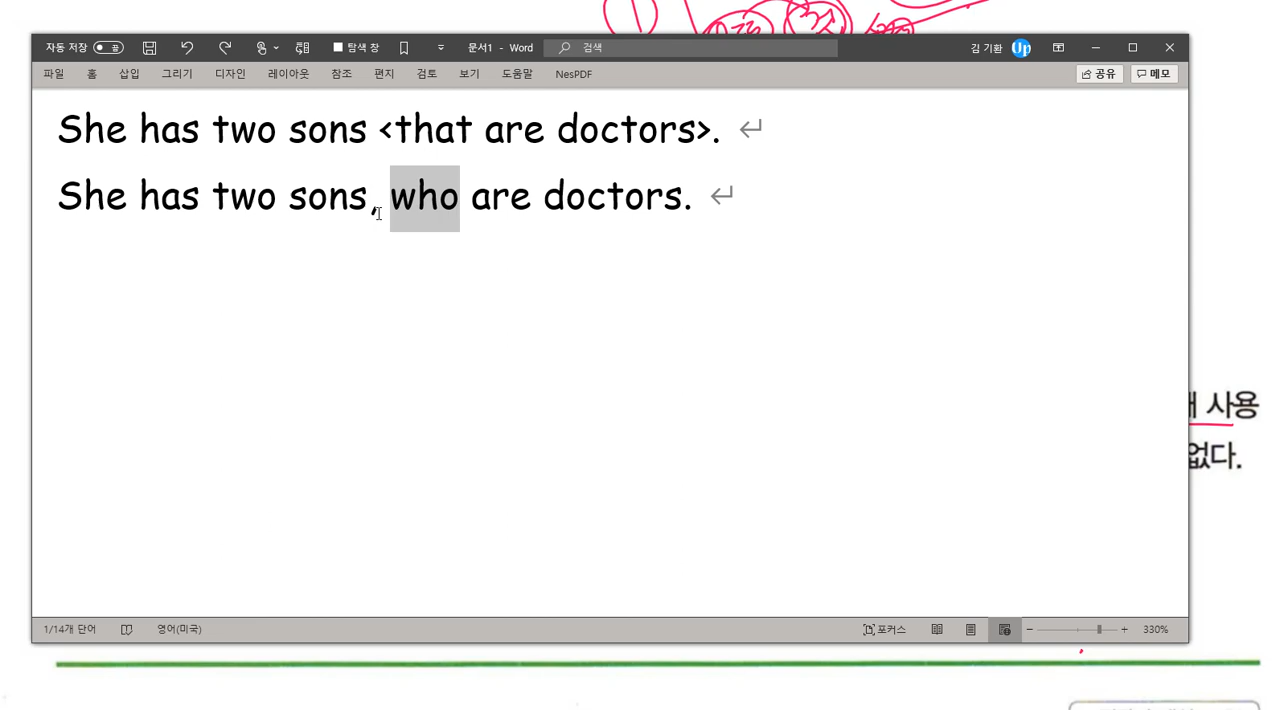 자동 저장 끔 탐색 창 문서1 - Word 검색 김 기환 Up
파일 홈 삽입 그리기 디자인 레이아웃 참조 편지 검토 보기 도움말 NesPDF 공유 메모
She has two sons <that are doctors>.
She has two sons, who are doctors.
사용
없다.
1/14개 단어 영어(미국) 포커스 330%